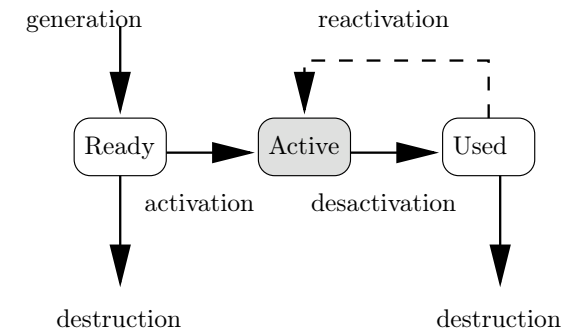 generation
reactivation
Ready
Active
Used
activation
desactivation
destruction
destruction